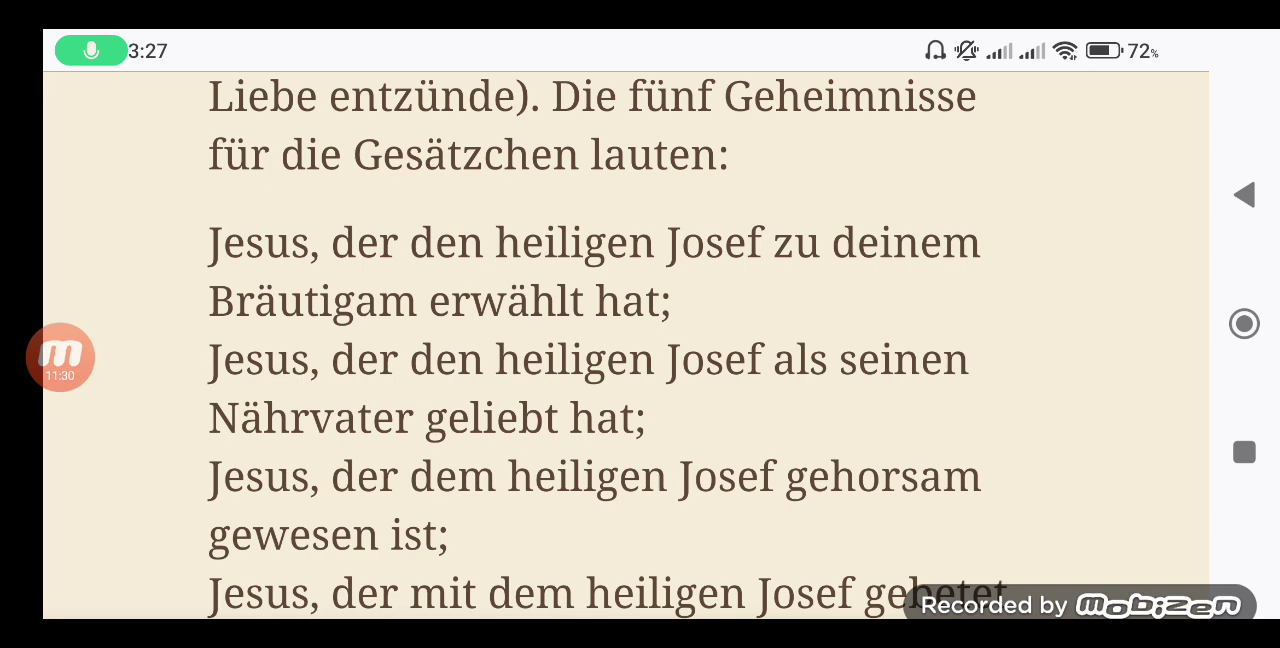 3:27
72%
Liebe entzünde). Die fünf Geheimnisse
für die Gesätzchen lauten:
Jesus, der den heiligen Josef zu deinem
Bräutigam erwählt hat;
Jesus, der den heiligen Josef als seinen
Nährvater geliebt hat;
11:30
Jesus, der dem heiligen Josef gehorsam
gewesen ist;
Jesus, der mit dem heiligen Josef gebetet
Recorded by mobizen